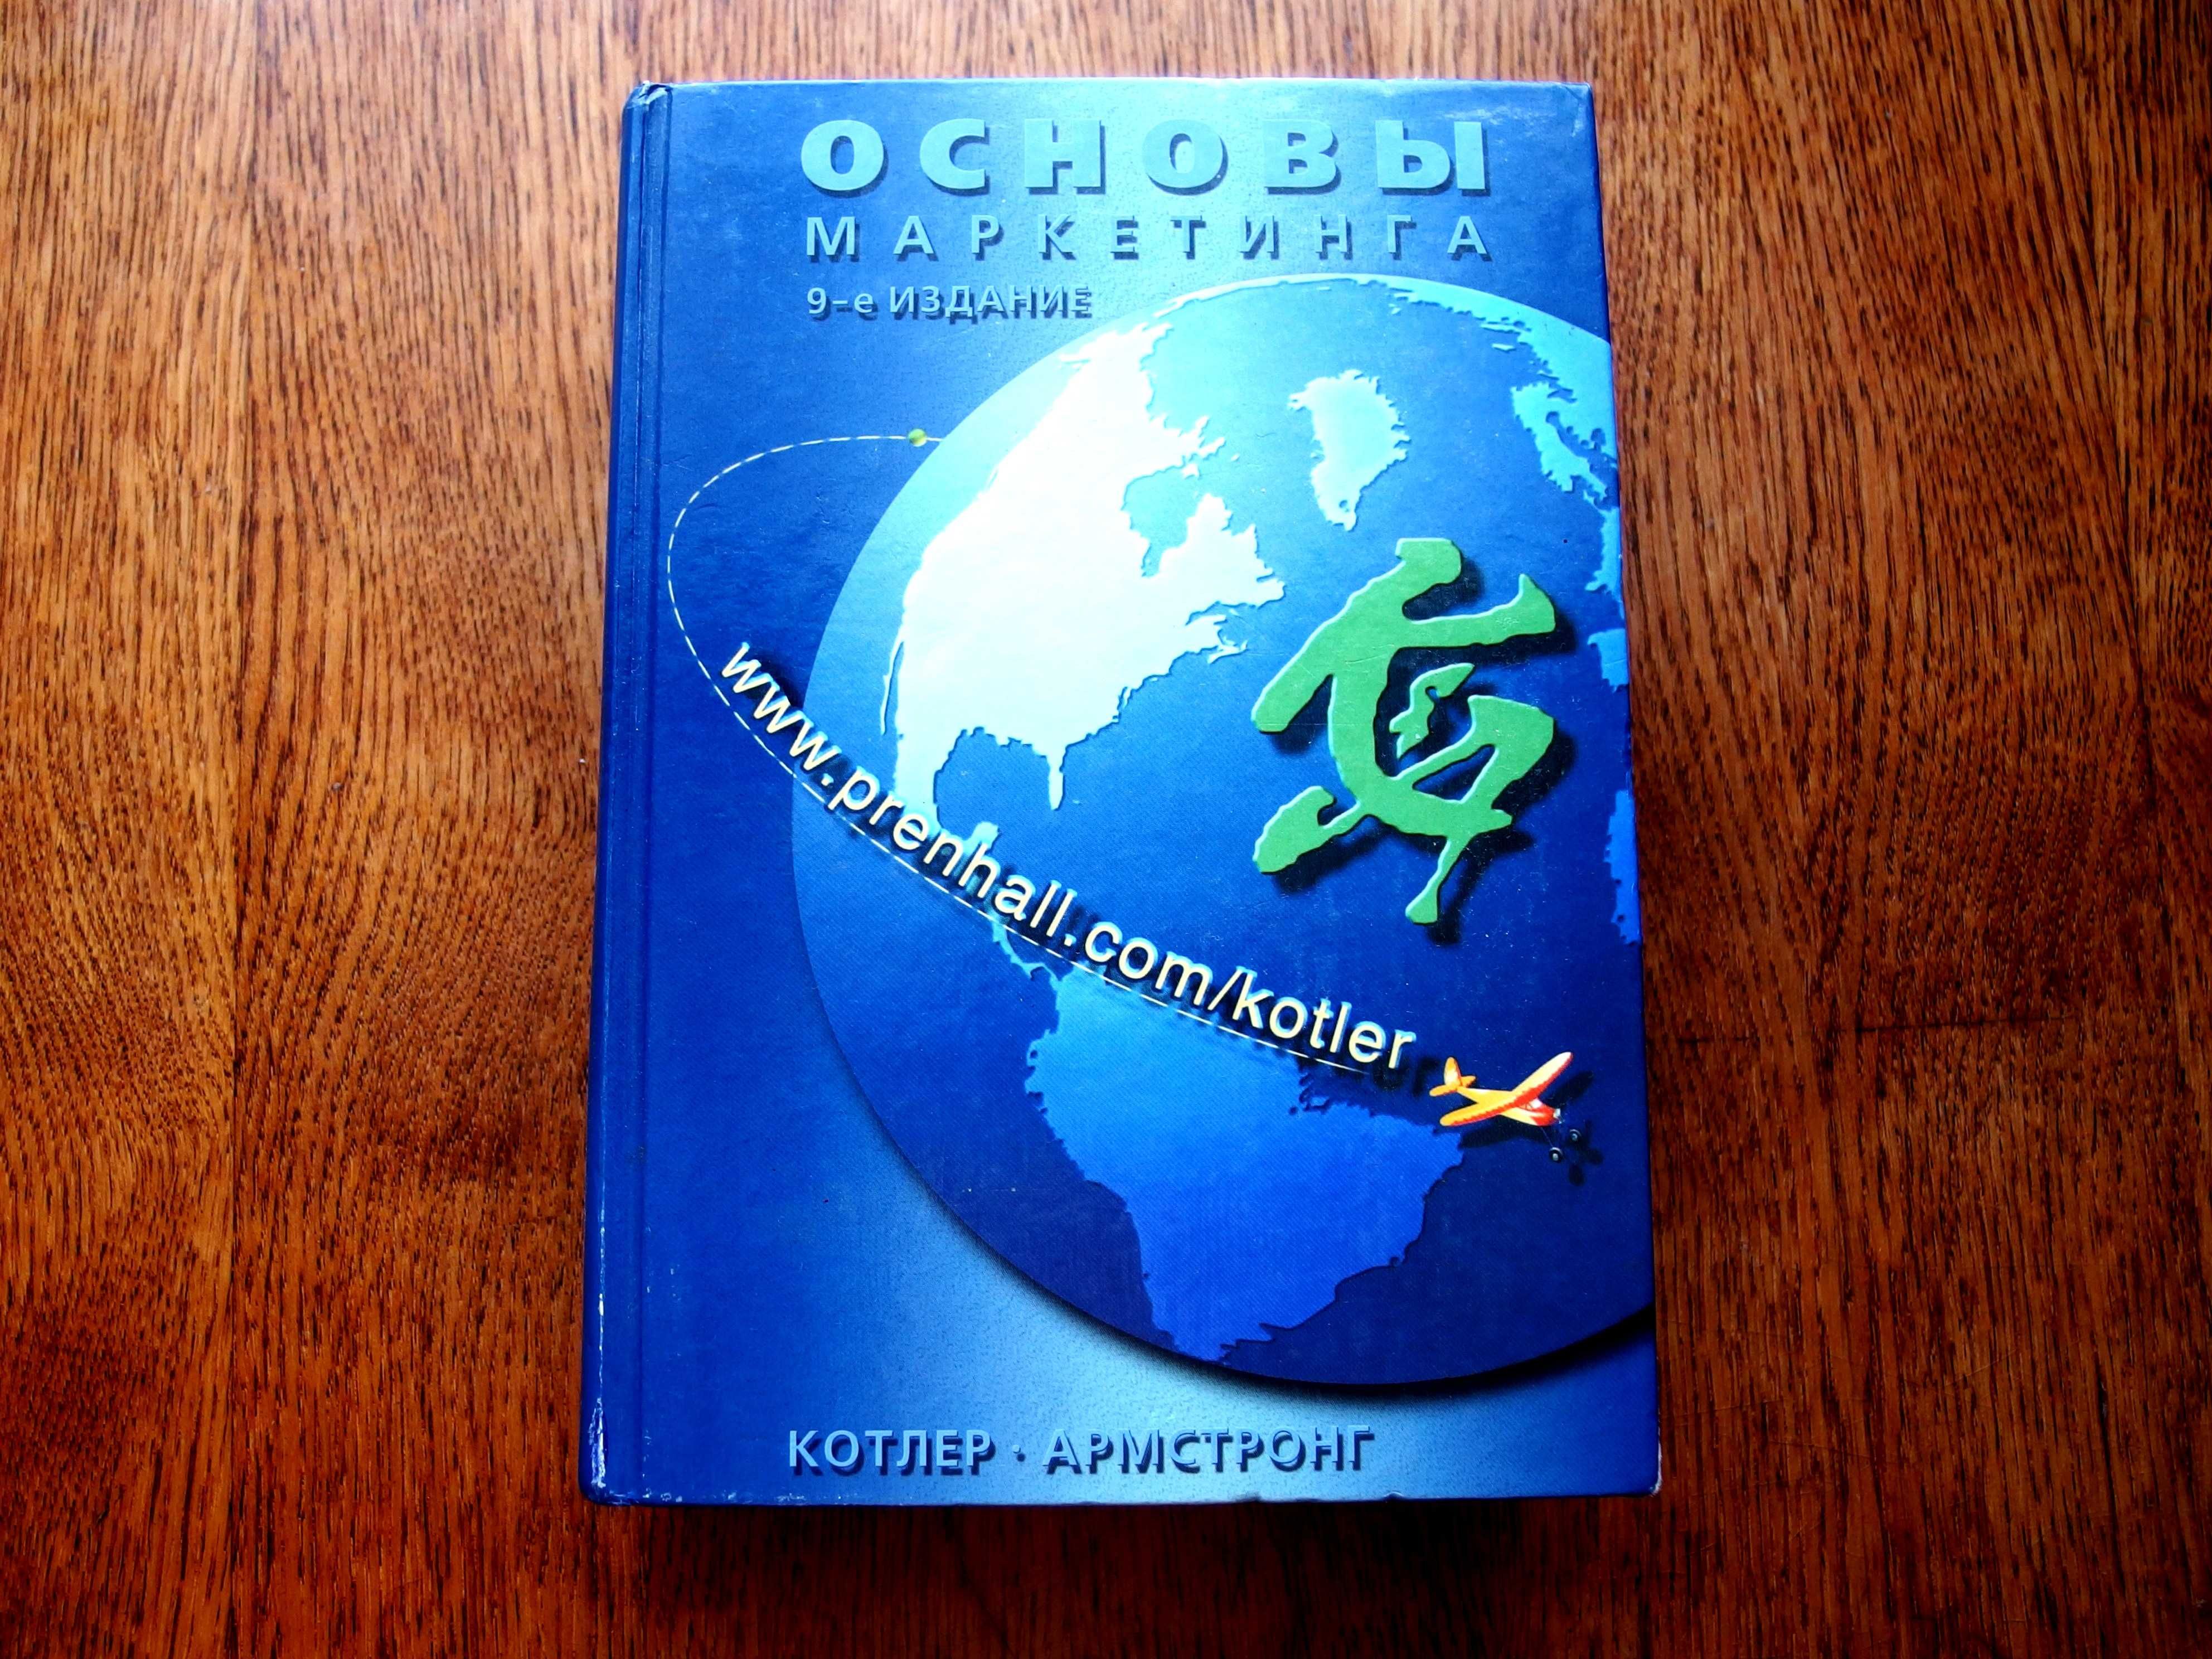 ОСНОВЫ
МАРКЕТИНГА
9-е ИЗДАНИЕ
www.prenhall.com/kotler
КОТЛЕР · АРМСТРОНГ